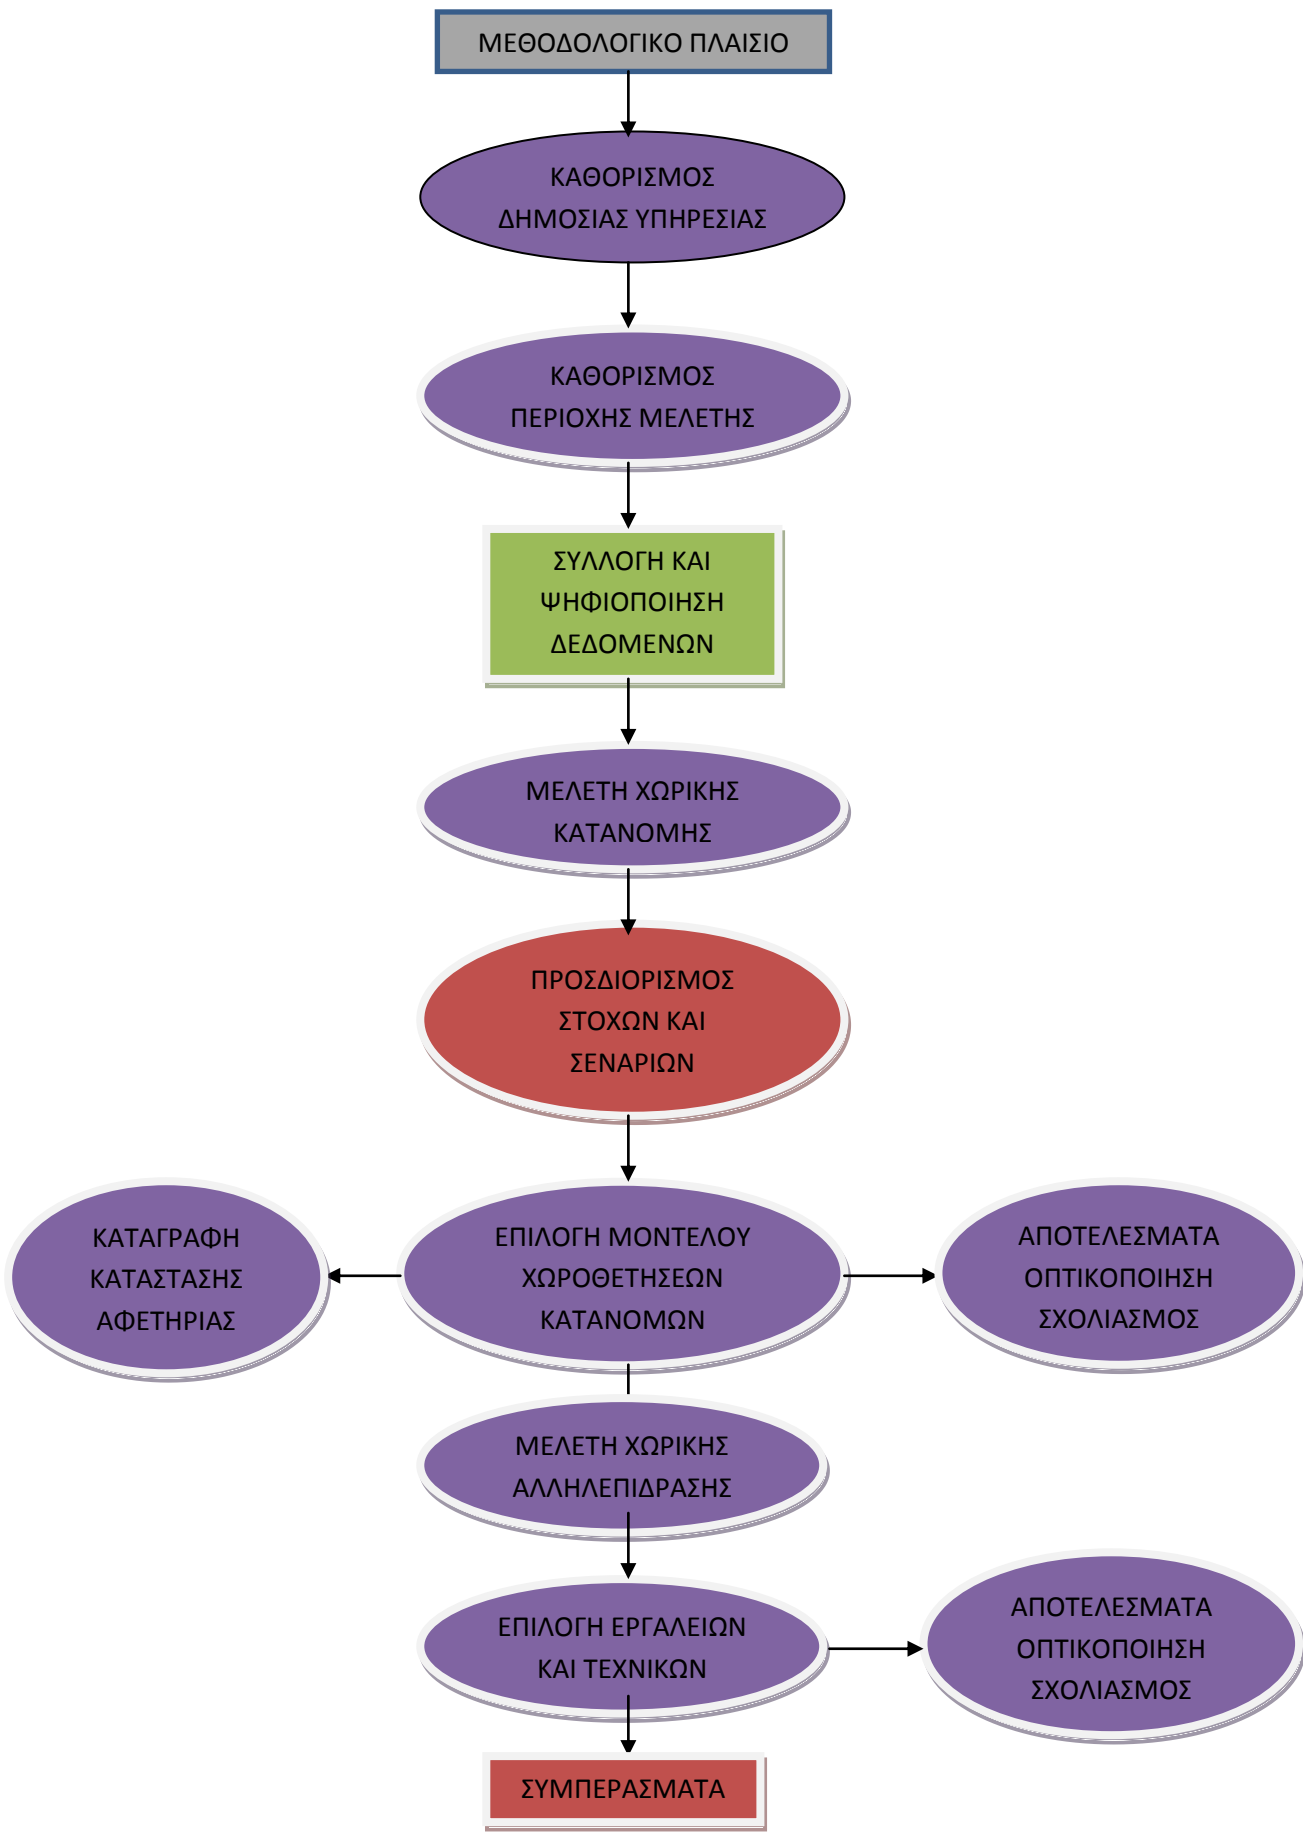 ΜΕΘΟΔΟΛΟΓΙΚΟ ΠΛΑΙΣΙΟ
ΚΑΘΟΡΙΣΜΟΣ
ΔΗΜΟΣΙΑΣ ΥΠΗΡΕΣΙΑΣ
ΚΑΘΟΡΙΣΜΟΣ
ΠΕΡΙΟΧΗΣ ΜΕΛΕΤΗΣ
ΣΥΛΛΟΓΗ ΚΑΙ
ΨΗΦΙΟΠΟΙΗΣΗ
ΔΕΔΟΜΕΝΩΝ
ΜΕΛΕΤΗ ΧΩΡΙΚΗΣ
ΚΑΤΑΝΟΜΗΣ
ΠΡΟΣΔΙΟΡΙΣΜΟΣ
ΣΤΟΧΩΝ ΚΑΙ
ΣΕΝΑΡΙΩΝ
ΚΑΤΑΓΡΑΦΗ
ΚΑΤΑΣΤΑΣΗΣ
ΑΦΕΤΗΡΙΑΣ
ΕΠΙΛΟΓΗ ΜΟΝΤΕΛΟΥ
ΧΩΡΟΘΕΤΗΣΕΩΝ
ΚΑΤΑΝΟΜΩΝ
ΑΠΟΤΕΛΕΣΜΑΤΑ
ΟΠΤΙΚΟΠΟΙΗΣΗ
ΣΧΟΛΙΑΣΜΟΣ
ΜΕΛΕΤΗ ΧΩΡΙΚΗΣ
ΑΛΛΗΛΕΠΙΔΡΑΣΗΣ
ΕΠΙΛΟΓΗ ΕΡΓΑΛΕΙΩΝ
ΚΑΙ ΤΕΧΝΙΚΩΝ
ΑΠΟΤΕΛΕΣΜΑΤΑ
ΟΠΤΙΚΟΠΟΙΗΣΗ
ΣΧΟΛΙΑΣΜΟΣ
ΣΥΜΠΕΡΑΣΜΑΤΑ